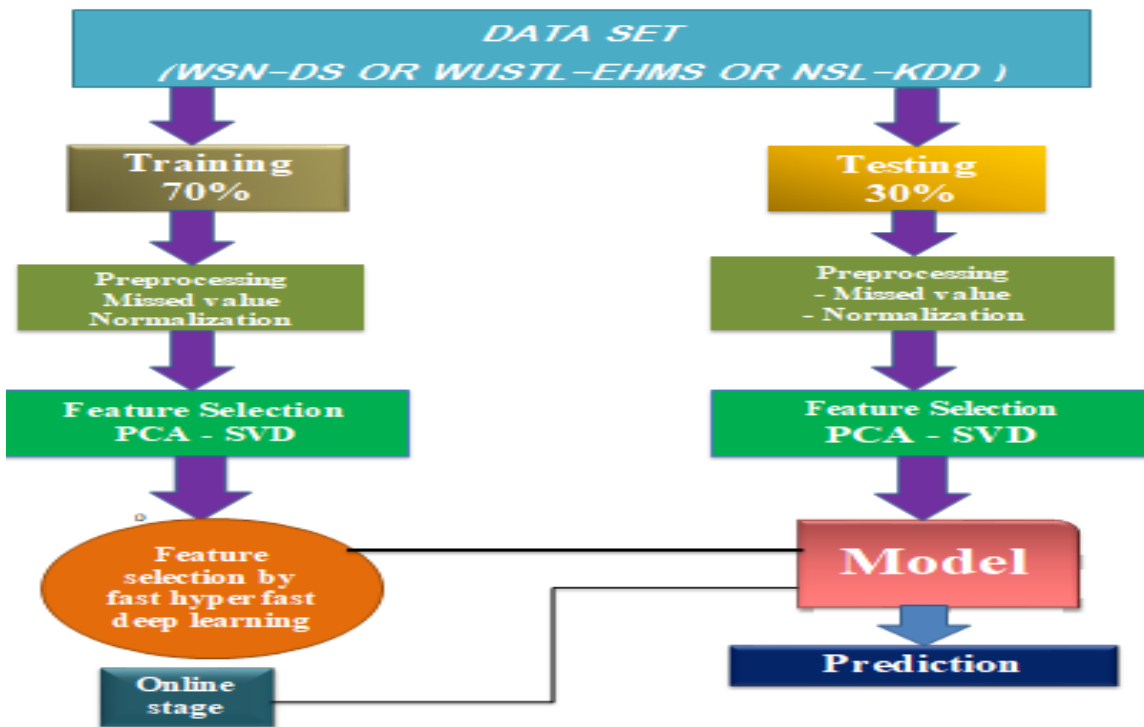 DATA SET
(WSN-DS OR WUSTL-EHMS OR NSL-KDD )
Training
70%
Testing
30%
Preprocessing
Missed value
Normalization
Preprocessing
- Missed value
- Normalization
Feature Selection
PCA - SVD
Feature Selection
PCA - SVD
Feature
selection by
fast hyper fast
deep learning
Model
Online
stage
Prediction